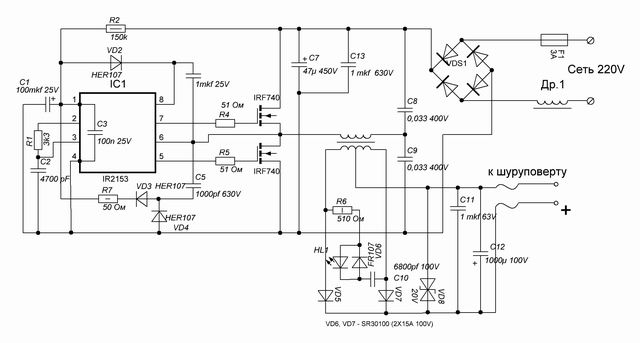 R2
150k
VD2
HER107
C1
100mkf 25V
+
IC1
1mkf 25V
1
2
3
4
8
7
6
5
C3
100n 25V
IR2153
R1
3k3
C2
4700 pF
R4
51 Ом
R5
51 Ом
IRF740
IRF740
C5
1000pf 630V
R7
50 Ом
VD3
HER107
HER107
VD4
+
C7
47µ 450V
C13
1 mkf 630V
C8
0,033 400V
C9
0,033 400V
VDS1
F 1
3A
Сеть 220V
Др.1
к шуруповерту
+
R6
510 Ом
HL1
FR107
VD6
6800pf 100V
C10
VD5
VD7
20V
VD8
C11
1 mkf 63V
C12
1000µ 100V
+
VD6, VD7 - SR30100 (2X15A 100V)